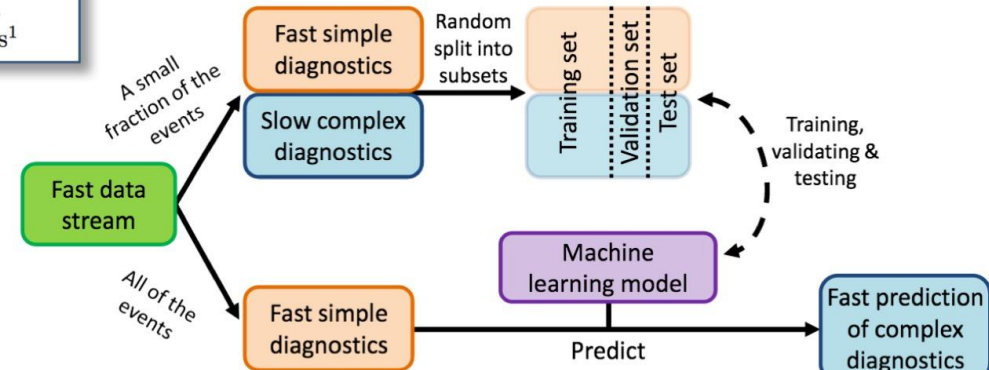 s¹
Fast simple
diagnostics
Slow complex
diagnostics
Random
split into
subsets
Training set
Validation set
Test set
A small
fraction of the
events
Training,
validating &
testing
Fast data
stream
Machine
learning model
All of the
events
Fast simple
diagnostics
Predict
Fast prediction
of complex
diagnostics